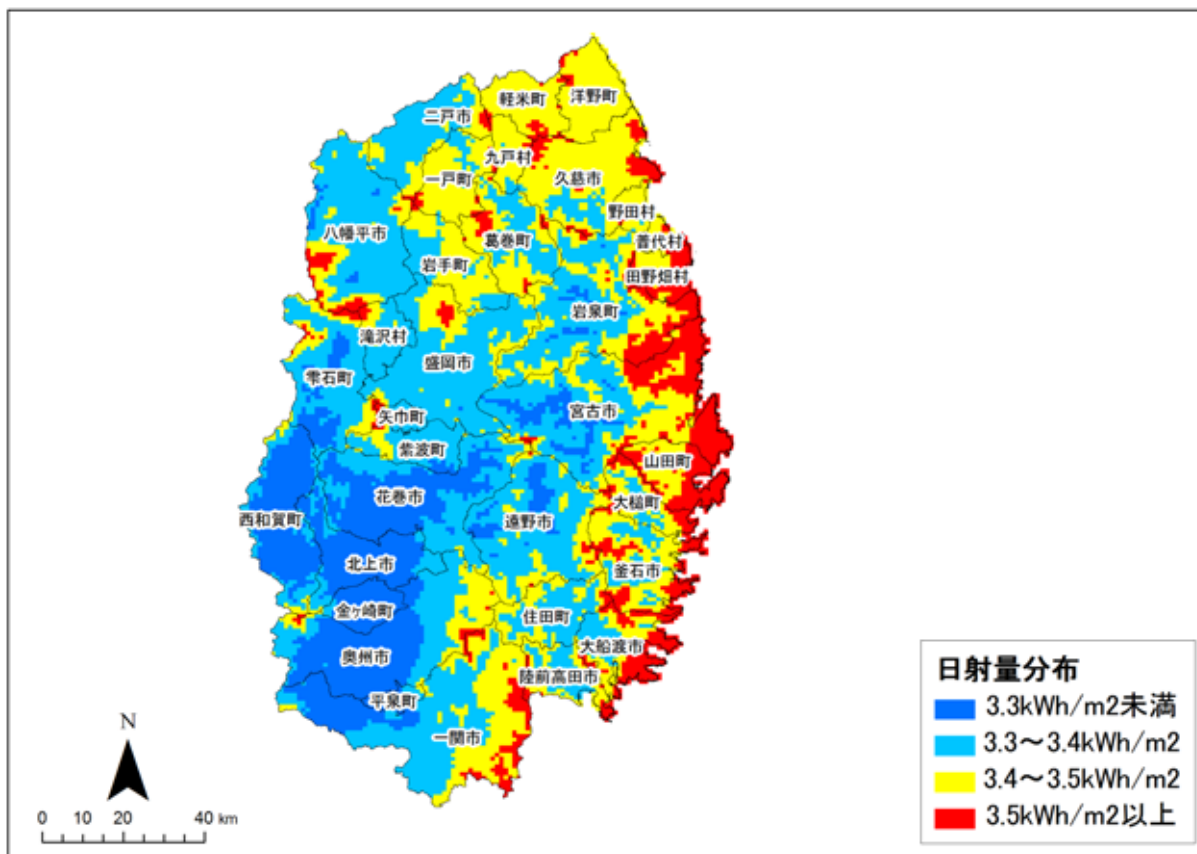 軽米町
洋野町
二戸市
九戸村
一戸町
久慈市
野田村
八幡平市
葛巻町
普代村
岩手町
田野畑村
岩泉町
滝沢村
盛岡市
雫石町
宮古市
矢巾町
紫波町
山田町
花巻市
大槌町
西和賀町
遠野市
北上市
釜石市
金ヶ崎町
住田町
大船渡市
奥州市
陸前高田市
平泉町
一関市
日射量分布
3.3kWh/m2未満
3.3～3.4kWh/m2
3.4～3.5kWh/m2
3.5kWh/m2以上
N
0 10 20 40 km